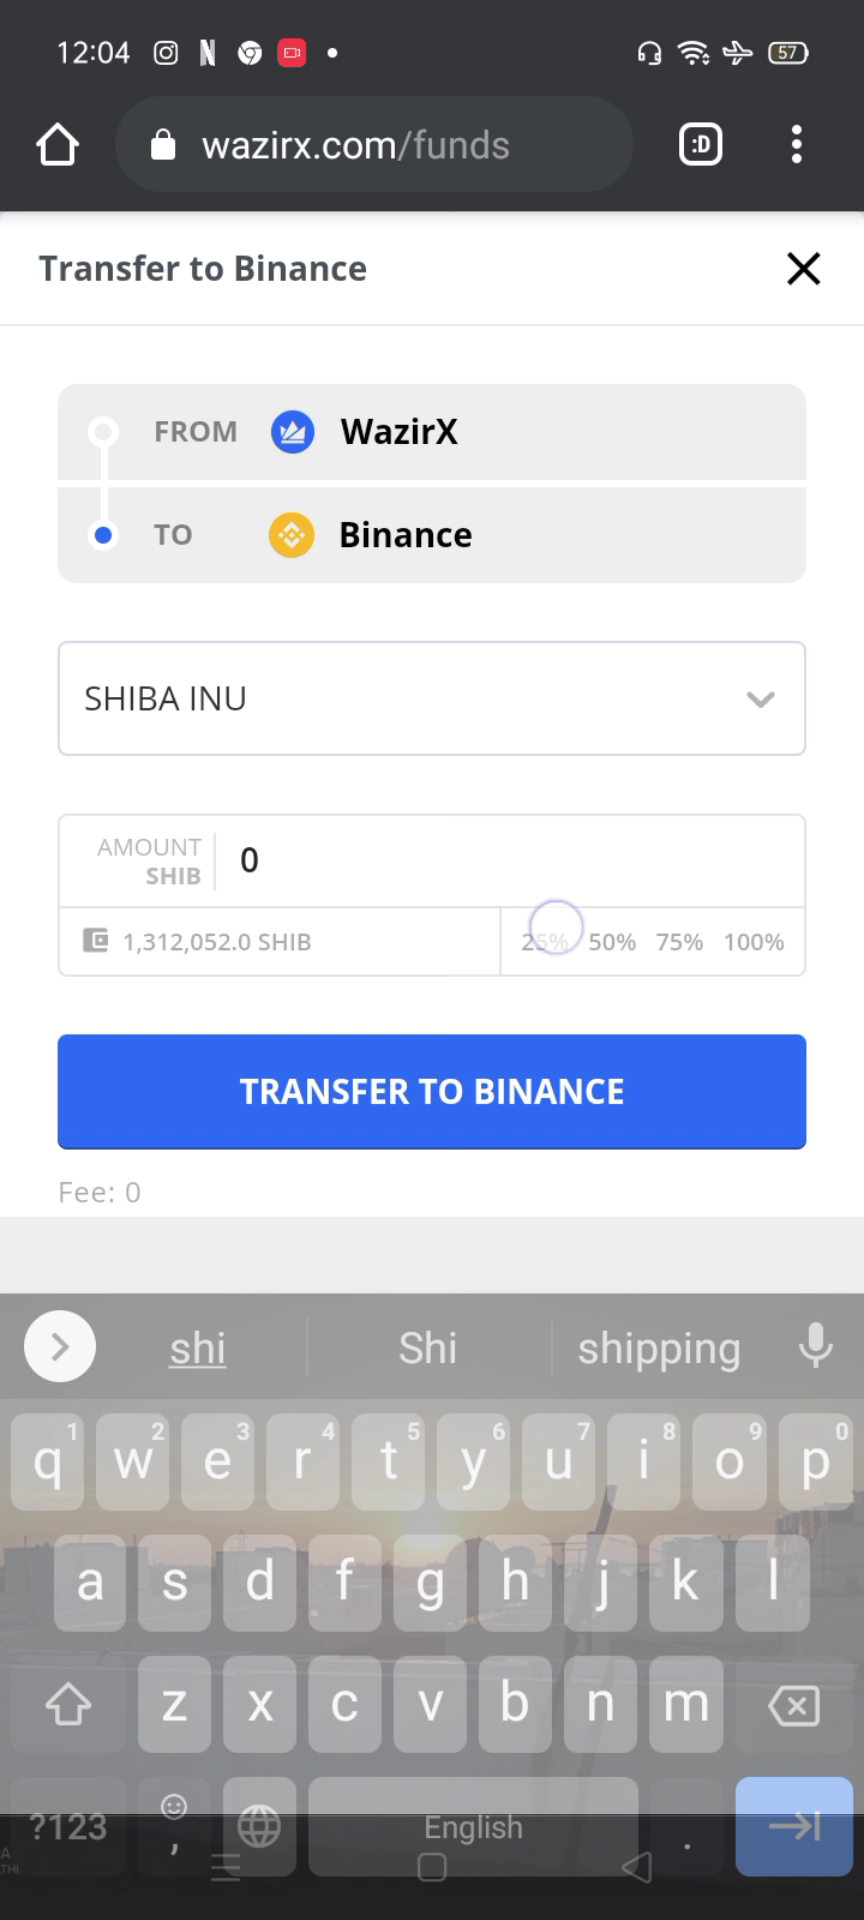 12:04
57
wazirx.com/funds
:D
Transfer to Binance
FROM WazirX
TO Binance
SHIBA INU
AMOUNT
SHIB
0
1,312,052.0 SHIB 25% 50% 75% 100%
TRANSFER TO BINANCE
Fee: 0
shi Shi shipping
1 2 3 4 5 6 7 8 9 0
q w e r t y u i o p
a s d f g h j k l
z x c v b n m
?123 , English .